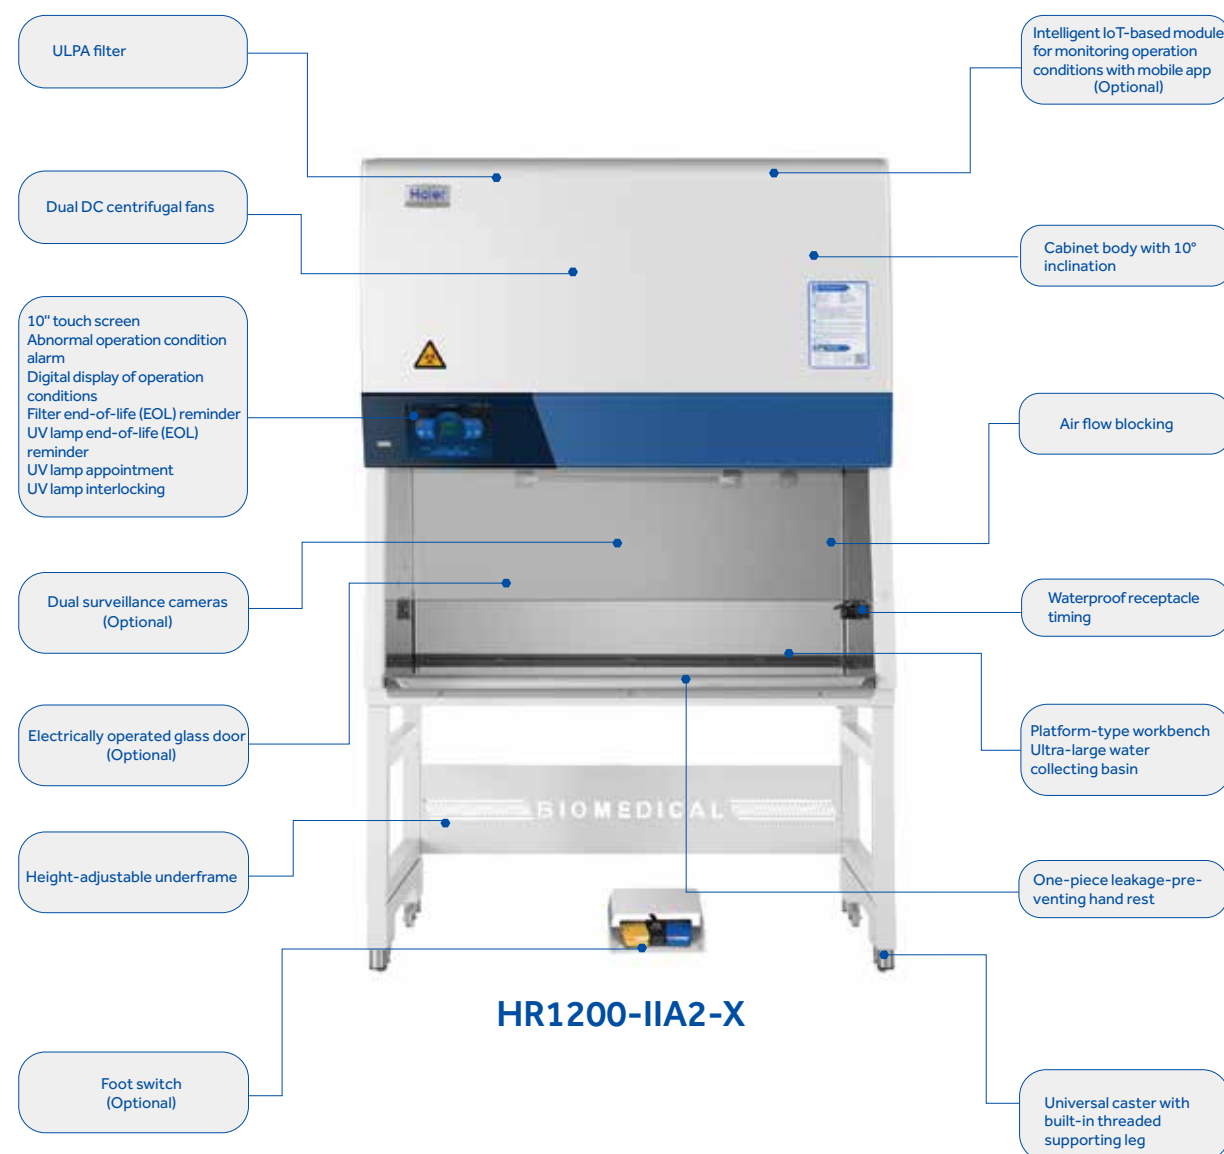 ULPA filter
Dual DC centrifugal fans
10" touch screen
Abnormal operation condition
alarm
Digital display of operation
conditions
Filter end-of-life (EOL) reminder
UV lamp end-of-life (EOL)
reminder
UV lamp appointment
UV lamp interlocking
Dual surveillance cameras
(Optional)
Electrically operated glass door
(Optional)
Height-adjustable underframe
Foot switch
(Optional)
Haier
BIOMEDICAL
HR1200-IIA2-X
Intelligent IoT-based module
for monitoring operation
conditions with mobile app
(Optional)
Cabinet body with 10°
inclination
Air flow blocking
Waterproof receptacle
timing
Platform-type workbench
Ultra-large water
collecting basin
One-piece leakage-pre-
venting hand rest
Universal caster with
built-in threaded
supporting leg